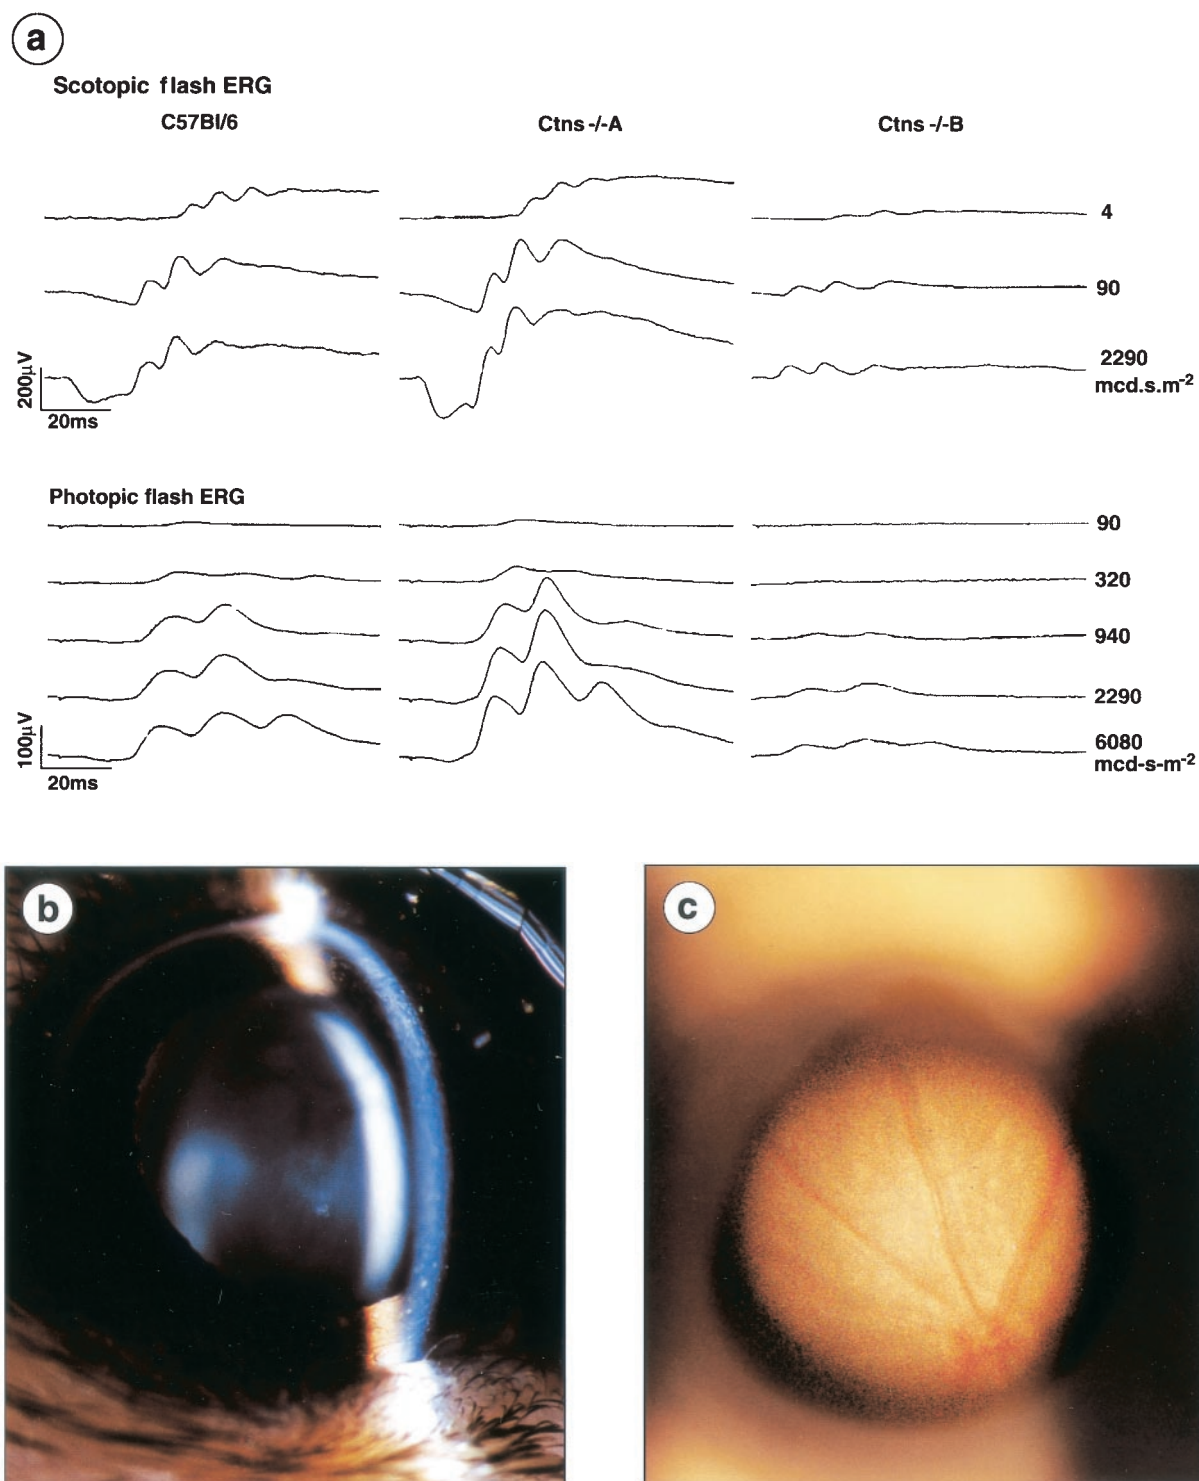 a
Scotopic flash ERG
C57Bl/6
Ctns -/-A
Ctns -/-B
4
90
2290
mcd.s.m-2
200µV
20ms
Photopic flash ERG
90
320
940
2290
6080
mcd-s-m-2
100µV
20ms
b
c